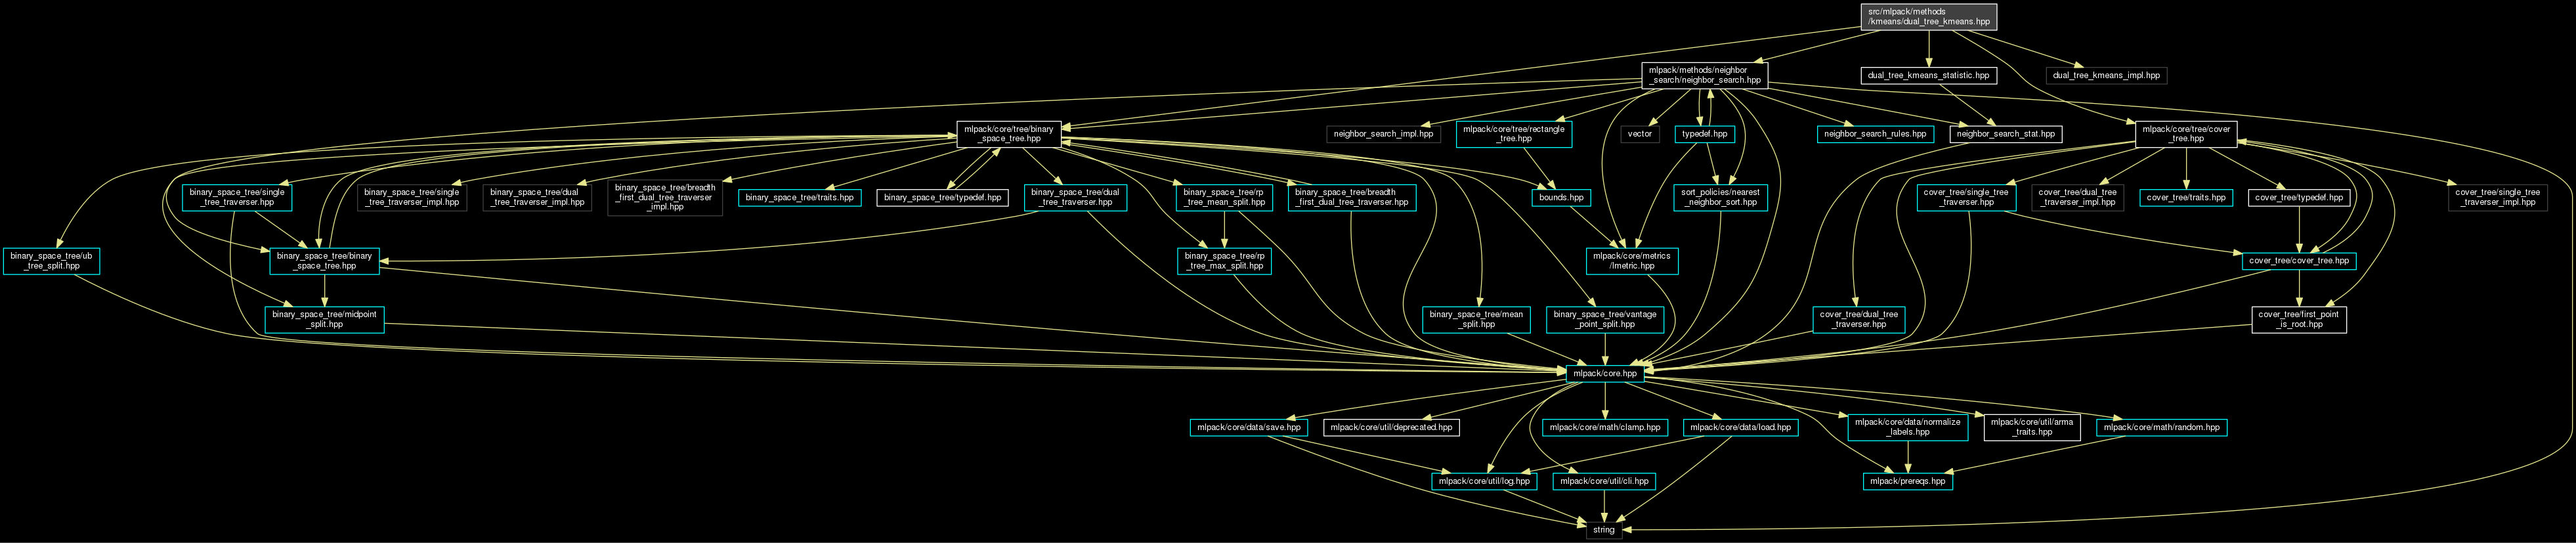 src/mlpack/methods
/kmeans/dual_tree_kmeans.hpp
mlpack/methods/neighbor
_search/neighbor_search.hpp
dual_tree_kmeans_statistic.hpp
dual_tree_kmeans_impl.hpp
mlpack/core/tree/binary
_space_tree.hpp
neighbor_search_impl.hpp
mlpack/core/tree/rectangle
_tree.hpp
vector
typedef.hpp
neighbor_search_rules.hpp
neighbor_search_stat.hpp
mlpack/core/tree/cover
_tree.hpp
binary_space_tree/single
_tree_traverser.hpp
binary_space_tree/single
_tree_traverser_impl.hpp
binary_space_tree/dual
_tree_traverser_impl.hpp
binary_space_tree/breadth
_first_dual_tree_traverser
_impl.hpp
binary_space_tree/traits.hpp
binary_space_tree/typedef.hpp
binary_space_tree/dual
_tree_traverser.hpp
binary_space_tree/rp
_tree_mean_split.hpp
binary_space_tree/breadth
_first_dual_tree_traverser.hpp
bounds.hpp
sort_policies/nearest
_neighbor_sort.hpp
cover_tree/single_tree
_traverser.hpp
cover_tree/dual_tree
_traverser_impl.hpp
cover_tree/traits.hpp
cover_tree/typedef.hpp
cover_tree/single_tree
_traverser_impl.hpp
binary_space_tree/ub
_tree_split.hpp
binary_space_tree/binary
_space_tree.hpp
binary_space_tree/rp
_tree_max_split.hpp
mlpack/core/metrics
/lmetric.hpp
cover_tree/cover_tree.hpp
binary_space_tree/midpoint
_split.hpp
binary_space_tree/mean
_split.hpp
binary_space_tree/vantage
_point_split.hpp
cover_tree/dual_tree
_traverser.hpp
cover_tree/first_point
_is_root.hpp
mlpack/core.hpp
mlpack/core/data/save.hpp
mlpack/core/util/deprecated.hpp
mlpack/core/math/clamp.hpp
mlpack/core/data/load.hpp
mlpack/core/data/normalize
_labels.hpp
mlpack/core/util/arma
_traits.hpp
mlpack/core/math/random.hpp
mlpack/core/util/log.hpp
mlpack/core/util/cli.hpp
mlpack/prereqs.hpp
string